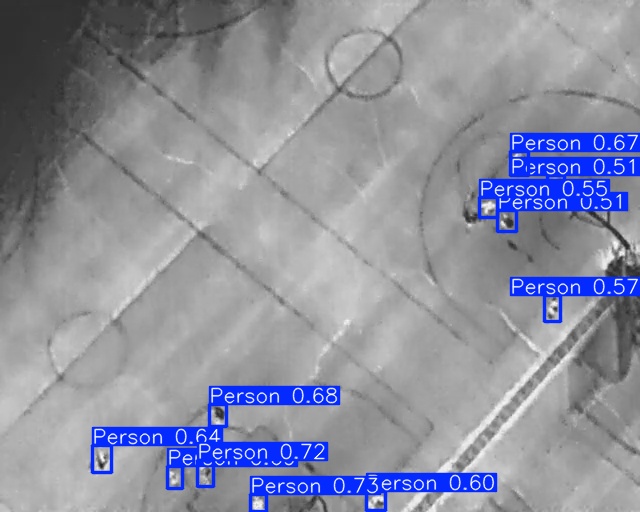 Person 0.67
Person 0.51
Person 0.55
Person 0.51
Person 0.57
Person 0.68
Person 0.64
Person 0.72
Person 0.73
Person 0.60